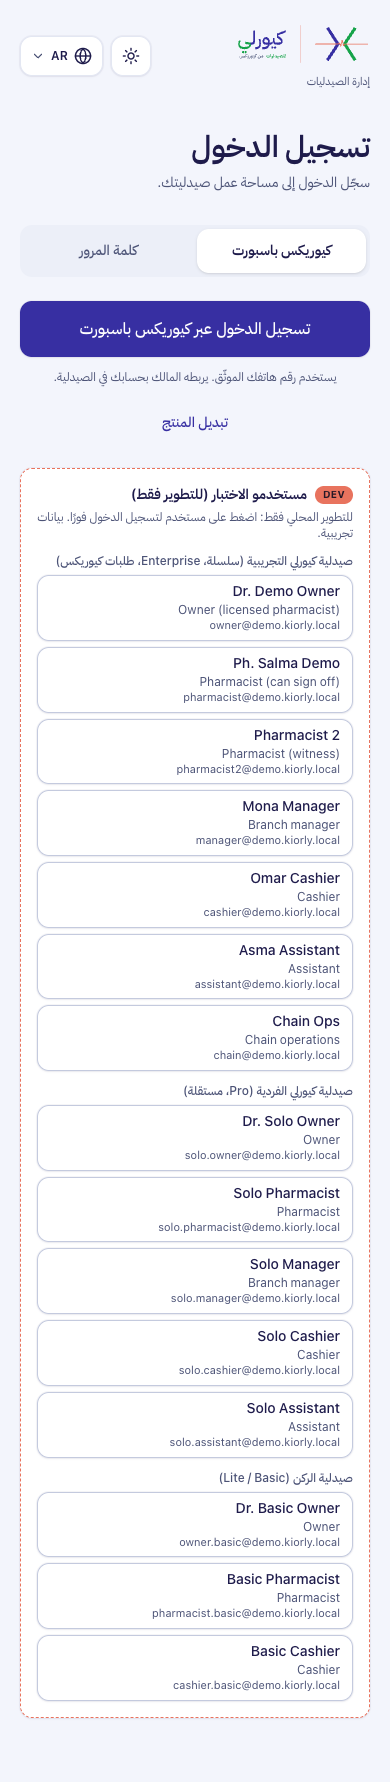 كيورلي
للصيدليات · من كيوركس
إدارة الصيدليات
AR
تسجيل الدخول
سجّل الدخول إلى مساحة عمل صيدليتك.
كيوريكس باسبورت
كلمة المرور
تسجيل الدخول عبر كيوريكس باسبورت
يستخدم رقم هاتفك الموثّق. يربطه المالك بحسابك في الصيدلية.
تبديل المنتج
DEV مستخدمو الاختبار (للتطوير فقط)
للتطوير المحلي فقط: اضغط على مستخدم لتسجيل الدخول فورًا. بيانات
تجريبية.
صيدلية كيورلي التجريبية (سلسلة، Enterprise، طلبات كيوريكس)
Dr. Demo Owner
Owner (licensed pharmacist)
owner@demo.kiorly.local
Ph. Salma Demo
Pharmacist (can sign off)
pharmacist@demo.kiorly.local
Pharmacist 2
Pharmacist (witness)
pharmacist2@demo.kiorly.local
Mona Manager
Branch manager
manager@demo.kiorly.local
Omar Cashier
Cashier
cashier@demo.kiorly.local
Asma Assistant
Assistant
assistant@demo.kiorly.local
Chain Ops
Chain operations
chain@demo.kiorly.local
صيدلية كيورلي الفردية (Pro، مستقلة)
Dr. Solo Owner
Owner
solo.owner@demo.kiorly.local
Solo Pharmacist
Pharmacist
solo.pharmacist@demo.kiorly.local
Solo Manager
Branch manager
solo.manager@demo.kiorly.local
Solo Cashier
Cashier
solo.cashier@demo.kiorly.local
Solo Assistant
Assistant
solo.assistant@demo.kiorly.local
صيدلية الركن (Lite / Basic)
Dr. Basic Owner
Owner
owner.basic@demo.kiorly.local
Basic Pharmacist
Pharmacist
pharmacist.basic@demo.kiorly.local
Basic Cashier
Cashier
cashier.basic@demo.kiorly.local